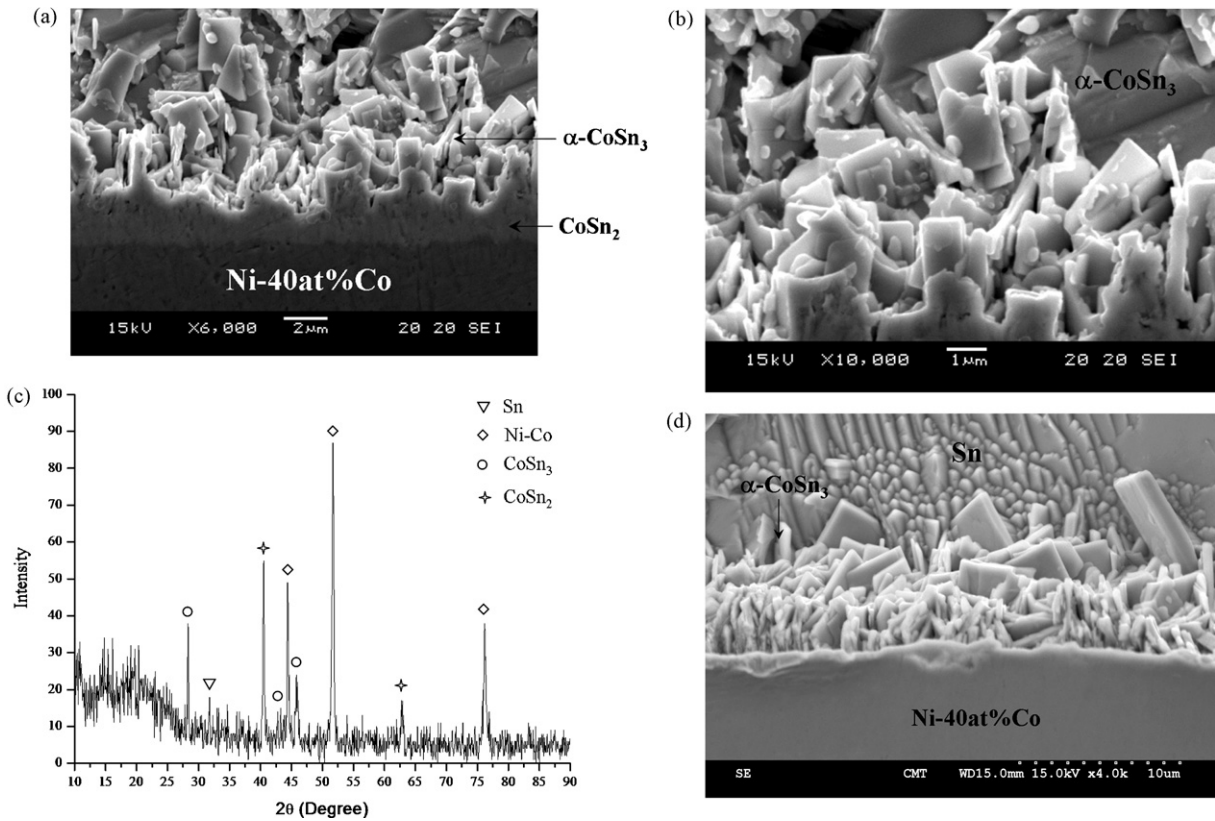 (a)
α-CoSn₃
CoSn₂
Ni-40at%Co
15kV X6,000 2μm 20 20 SEI
(b)
α-CoSn₃
15kV X10,000 1μm 20 20 SEI
(c)
100
90
80
70
60
50
40
30
20
10
0
Intensity
Sn
Ni-Co
CoSn₃
CoSn₂
10 15 20 25 30 35 40 45 50 55 60 65 70 75 80 85 90
2θ (Degree)
(d)
Sn
α-CoSn₃
Ni-40at%Co
SE CMT WD15.0mm 15.0kV x4.0k 10um